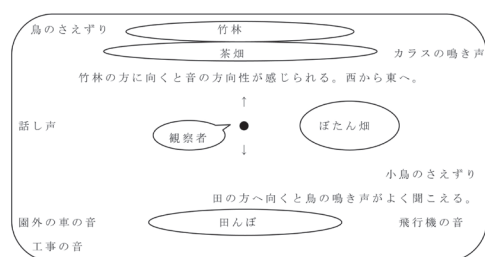 鳥のさえずり
竹林
茶畑
カラスの鳴き声
竹林の方に向くと音の方向性が感じられる。西から東へ。
↑
話し声
観察者
ぼたん畑
↓
小鳥のさえずり
田の方へ向くと鳥の鳴き声がよく聞こえる。
園外の車の音
田んぼ
飛行機の音
工事の音